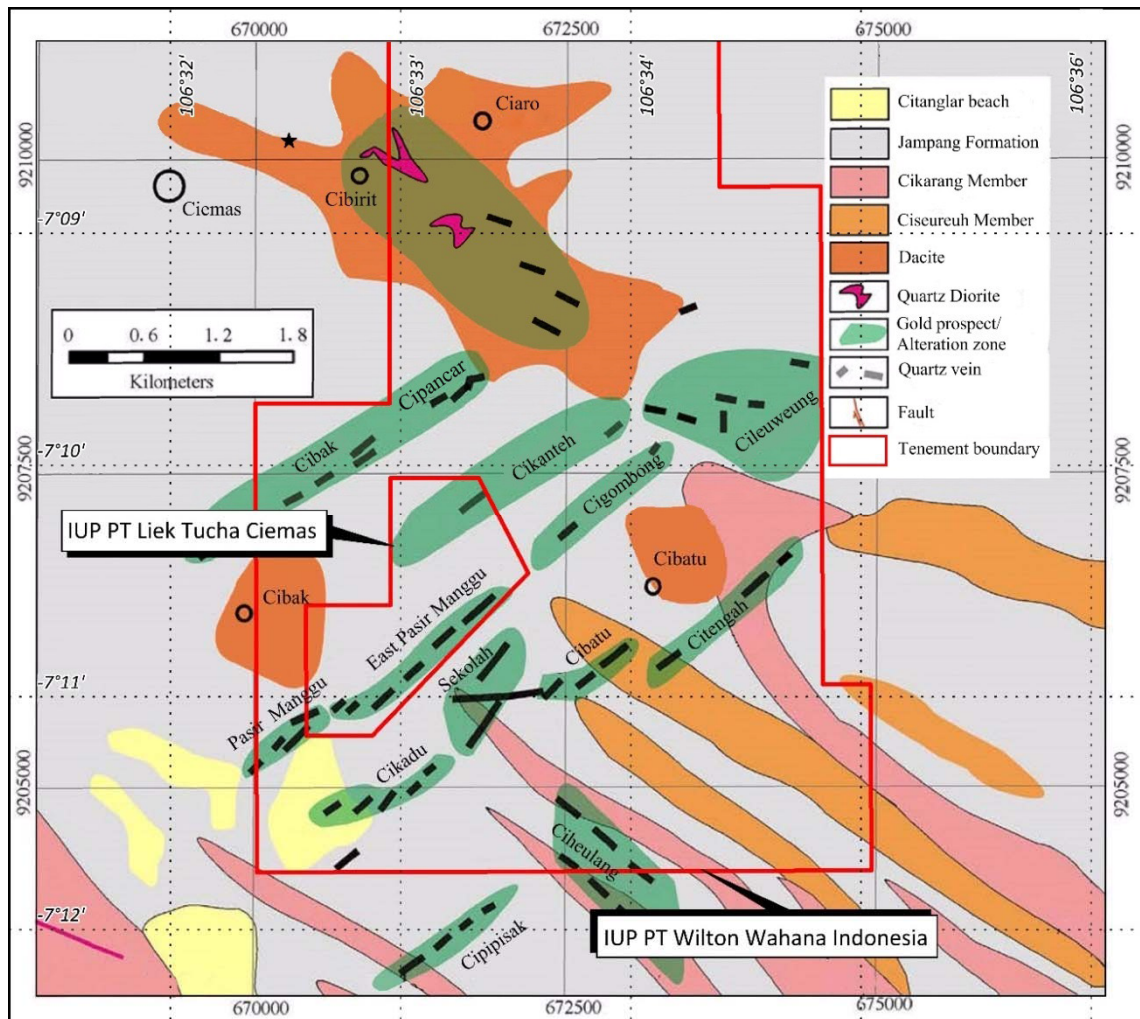 670000
672500
675000
106°32'
106°33'
106°34'
106°36'
Citanglar beach
Jampang Formation
Cikarang Member
Ciseureuh Member
Dacite
Quartz Diorite
Gold prospect/
Alteration zone
Quartz vein
Fault
Tenement boundary
Ciaro
9210000
9210000
Cibirit
Ciemas
-7°09'
0 0.6 1.2 1.8
Kilometers
Cipancar
Cibak
Cikanteh
Cileuweung
Cigombong
-7°10'
9207500
9207500
IUP PT Liek Tucha Ciemas
Cibak
Cibatu
East Pasir Manggu
Citengah
Cibatu
Sekolah
-7°11'
Pasir Manggu
Cikadu
9205000
9205000
Ciheulang
-7°12'
Cipipisak
IUP PT Wilton Wahana Indonesia
670000
672500
675000